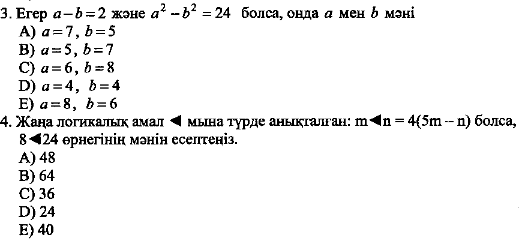 3. Егер a−b=2 және a² −b² =24 болса, онда a мен b мәні
A) a=7, b=5
B) a=5, b=7
C) a=6, b=8
D) a=4, b=4
E) a=8, b=6
4. Жаңа логикалық амал ◄ мына түрде анықталған: m◄n = 4(5m − n) болса,
8◄24 өрнегінің мәнін есептеңіз.
A) 48
B) 64
C) 36
D) 24
E) 40